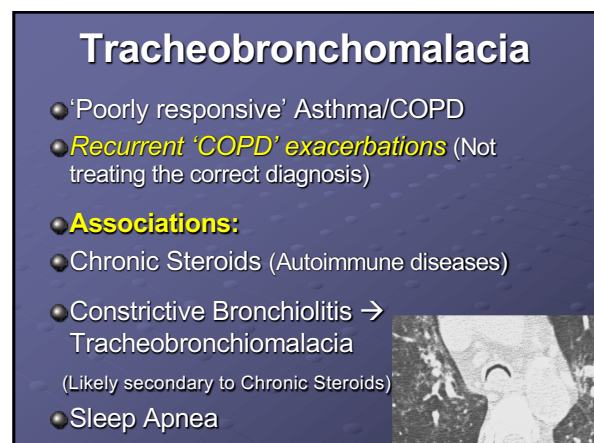 Tracheobronchomalacia
‘Poorly responsive’ Asthma/COPD
Recurrent ‘COPD’ exacerbations (Not
treating the correct diagnosis)
Associations:
Chronic Steroids (Autoimmune diseases)
Constrictive Bronchiolitis →
Tracheobronchiomalacia
(Likely secondary to Chronic Steroids)
Sleep Apnea